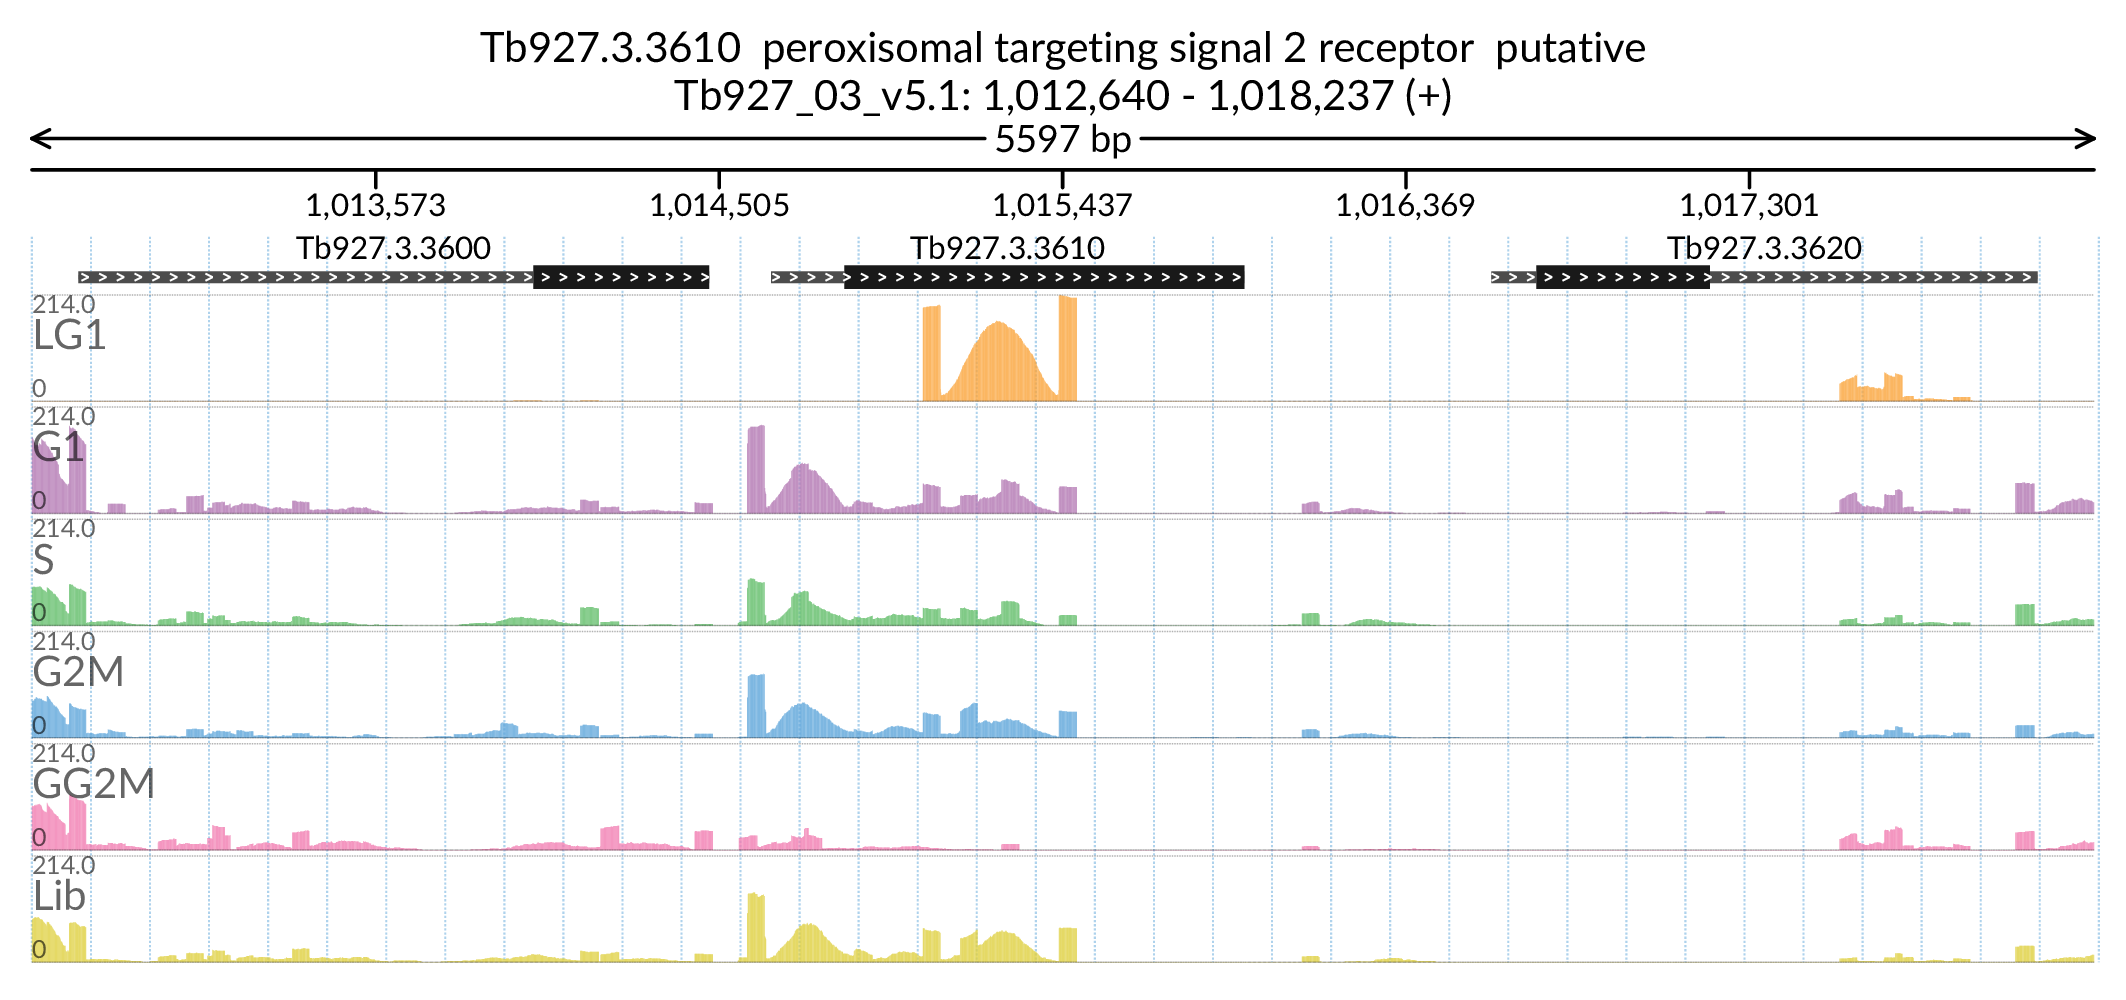 Tb927.3.3610  peroxisomal targeting signal 2 receptor  putative
Tb927_03_v5.1: 1,012,640 - 1,018,237 (+)
5597 bp
1,013,573 1,014,505 1,015,437 1,016,369 1,017,301
Tb927.3.3600 Tb927.3.3610 Tb927.3.3620
214.0
LG1
0
214.0
G1
0
214.0
S
0
214.0
G2M
0
214.0
GG2M
0
214.0
Lib
0